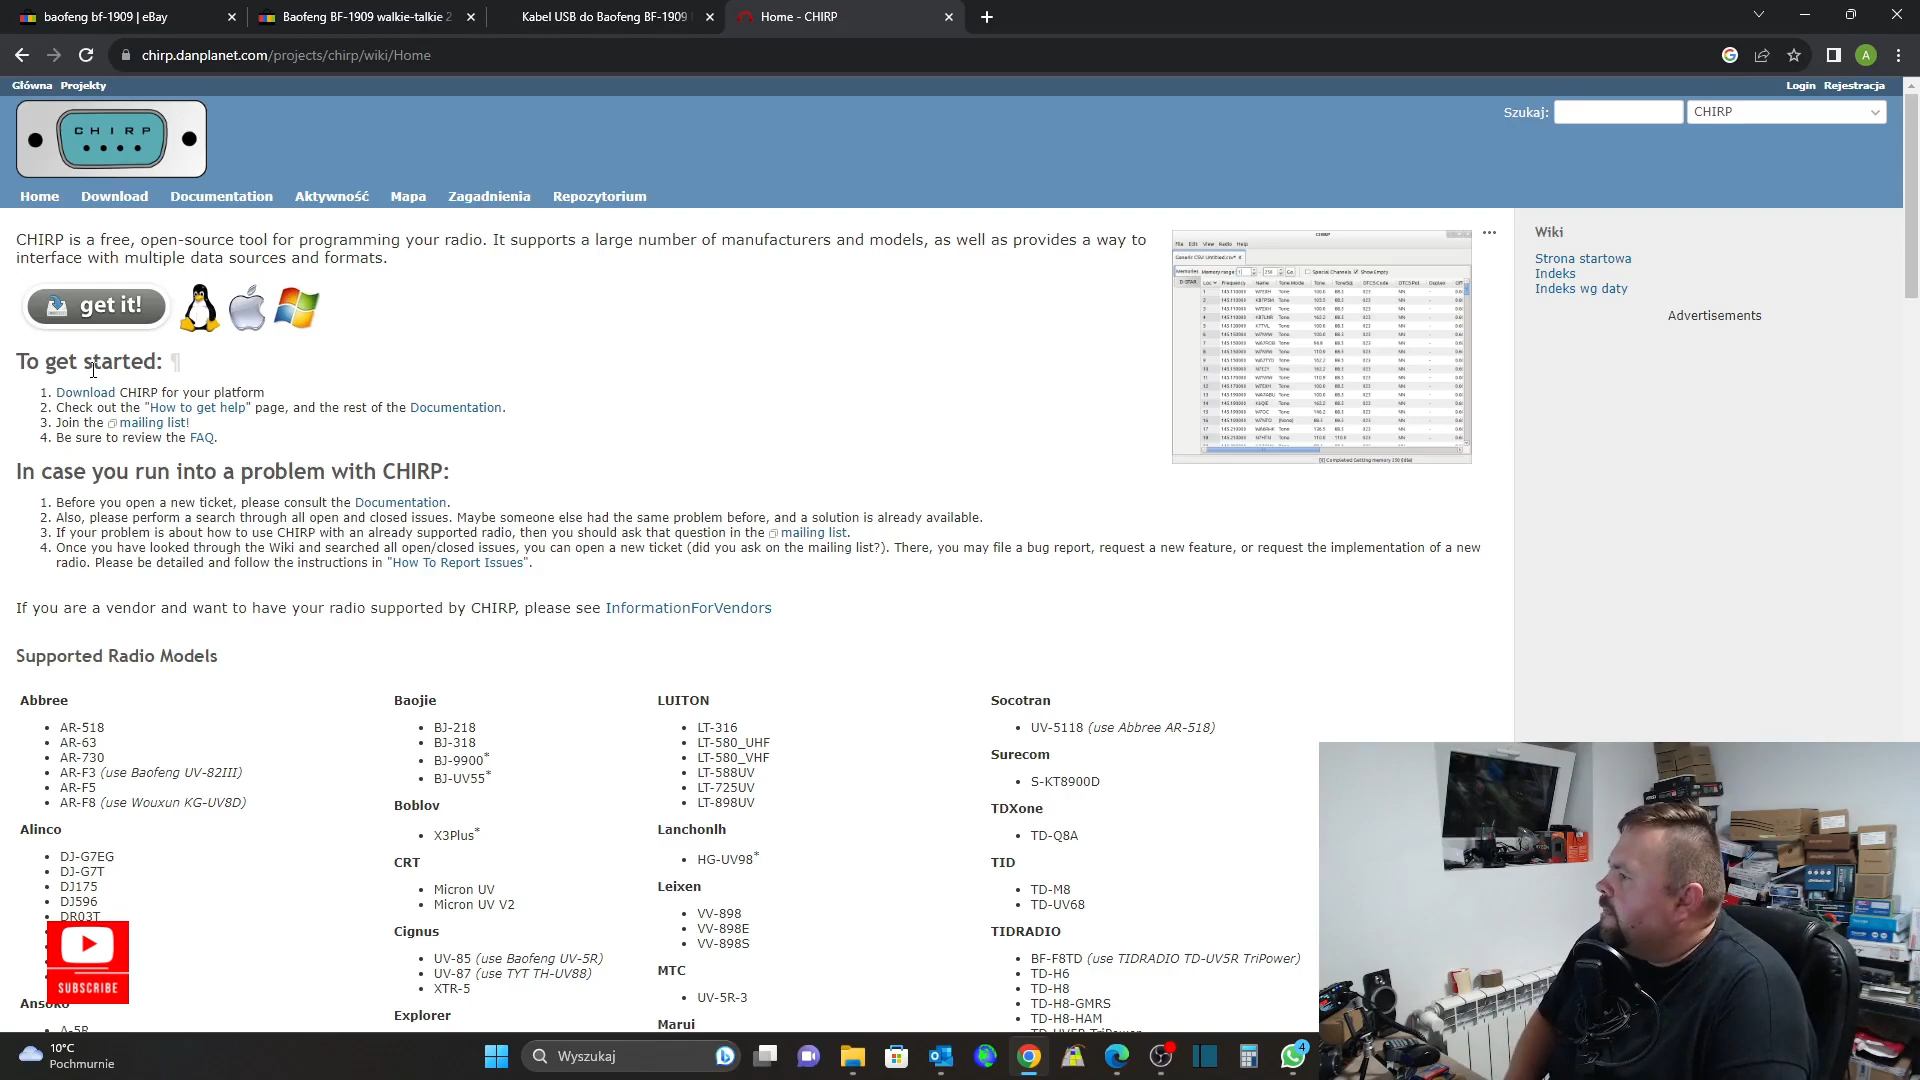 baofeng bf-1909 | eBay
Baofeng BF-1909 walkie-talkie 2
Kabel USB do Baofeng BF-1909
Home - CHIRP
chirp.danplanet.com/projects/chirp/wiki/Home
A
Główna Projekty
Login Rejestracja
CHIRP
Szukaj:
CHIRP
Home Download Documentation Aktywność Mapa Zagadnienia Repozytorium
CHIRP is a free, open-source tool for programming your radio. It supports a large number of manufacturers and models, as well as provides a way to
interface with multiple data sources and formats.
get it!
To get started: ¶
1. Download CHIRP for your platform
2. Check out the "How to get help" page, and the rest of the Documentation.
3. Join the mailing list!
4. Be sure to review the FAQ.
In case you run into a problem with CHIRP:
1. Before you open a new ticket, please consult the Documentation.
2. Also, please perform a search through all open and closed issues. Maybe someone else had the same problem before, and a solution is already available.
3. If your problem is about how to use CHIRP with an already supported radio, then you should ask that question in the mailing list.
4. Once you have looked through the Wiki and searched all open/closed issues, you can open a new ticket (did you ask on the mailing list?). There, you may file a bug report, request a new feature, or request the implementation of a new
radio. Please be detailed and follow the instructions in "How To Report Issues".
If you are a vendor and want to have your radio supported by CHIRP, please see InformationForVendors
Wiki
Strona startowa
Indeks
Indeks wg daty
Advertisements
Supported Radio Models
Abbree
• AR-518
• AR-63
• AR-730
• AR-F3 (use Baofeng UV-82III)
• AR-F5
• AR-F8 (use Wouxun KG-UV8D)
Alinco
• DJ-G7EG
• DJ-G7T
• DJ175
• DJ596
• DR03T
A-5R
Baojie
• BJ-218
• BJ-318
• BJ-9900*
• BJ-UV55*
Boblov
• X3Plus*
CRT
• Micron UV
• Micron UV V2
Cignus
• UV-85 (use Baofeng UV-5R)
• UV-87 (use TYT TH-UV88)
• XTR-5
Explorer
LUITON
• LT-316
• LT-580_UHF
• LT-580_VHF
• LT-588UV
• LT-725UV
• LT-898UV
Lanchonlh
• HG-UV98*
Leixen
• VV-898
• VV-898E
• VV-898S
MTC
• UV-5R-3
Marui
Socotran
• UV-5118 (use Abbree AR-518)
Surecom
• S-KT8900D
TDXone
• TD-Q8A
TID
• TD-M8
• TD-UV68
TIDRADIO
• BF-F8TD (use TIDRADIO TD-UV5R TriPower)
• TD-H6
• TD-H8
• TD-H8-GMRS
• TD-H8-HAM
SUBSCRIBE
10°C
Pochmurnie
Wyszukaj
4